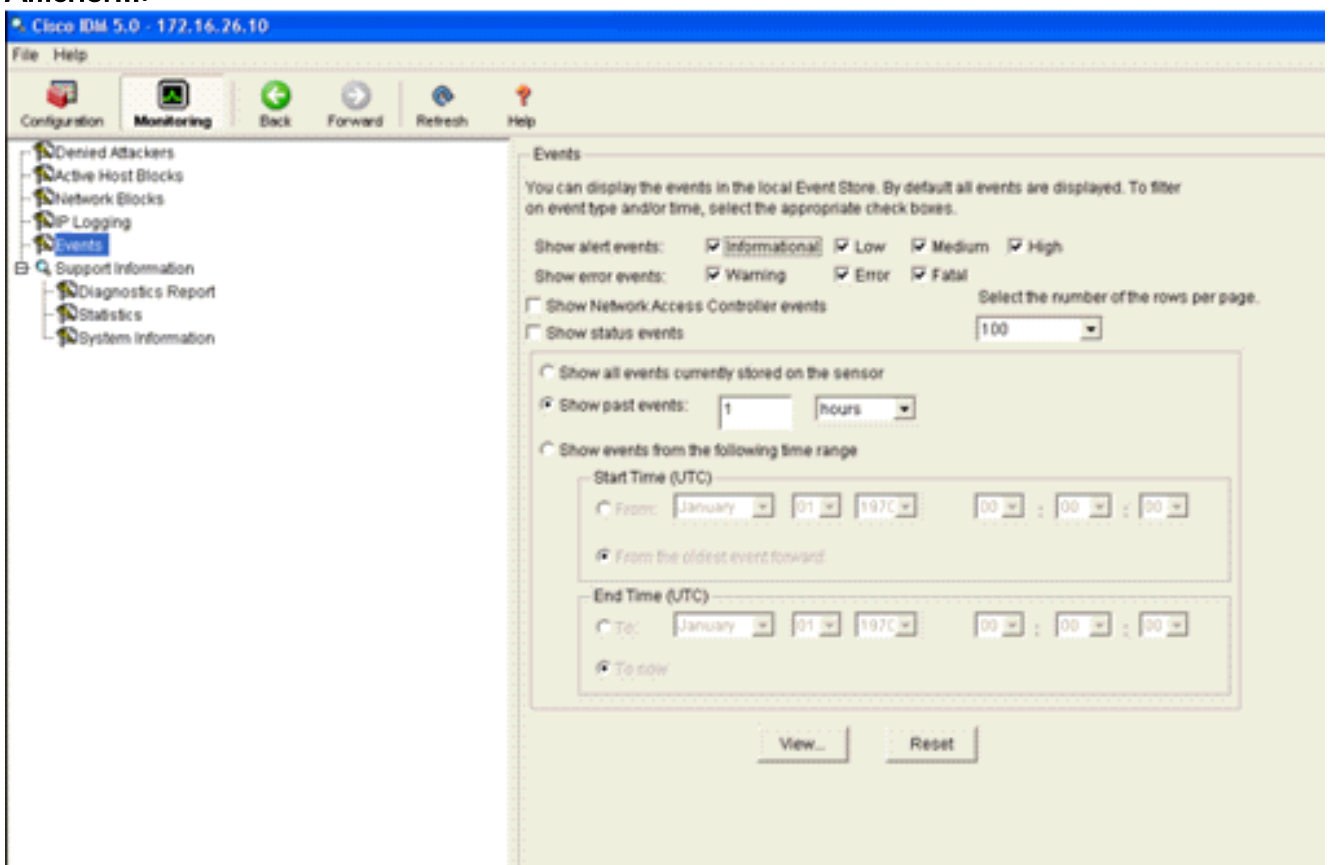 Cisco IDM 5.0 - 172.16.26.10
File Help
Configuration Monitoring Back Forward Refresh Help
Denied Attackers
Active Host Blocks
Network Blocks
IP Logging
Events
Support Information
Diagnostics Report
Statistics
System Information
Events
You can display the events in the local Event Store. By default all events are displayed. To filter
on event type and/or time, select the appropriate check boxes.
Show alert events: Informational Low Medium High
Show error events: Warning Error Fatal
Show Network Access Controller events
Show status events
Select the number of the rows per page.
100
Show all events currently stored on the sensor
Show past events: 1 hours
Show events from the following time range
Start Time (UTC)
From: January 01 1970 00 : 00 : 00
From the oldest event forward
End Time (UTC)
To: January 01 1970 00 : 00 : 00
To now
View... Reset